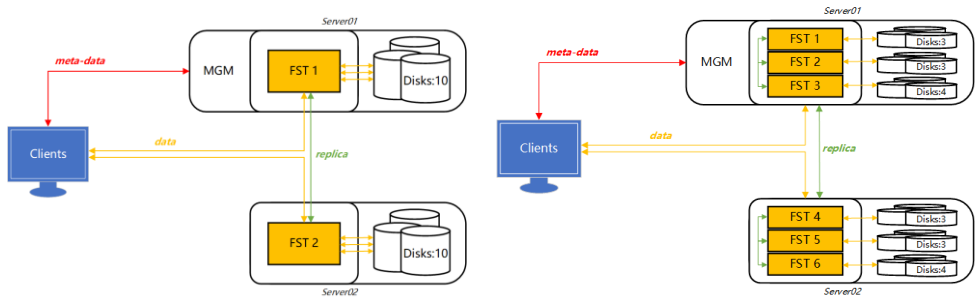 Server01
meta-data
MGM
FST 1
Disks:10
data
Clients
replica
FST 2
Disks:10
Server02
Server01
meta-data
MGM
FST 1
Disks:3
FST 2
Disks:3
FST 3
Disks:4
data
Clients
replica
FST 4
Disks:3
FST 5
Disks:3
FST 6
Disks:4
Server02